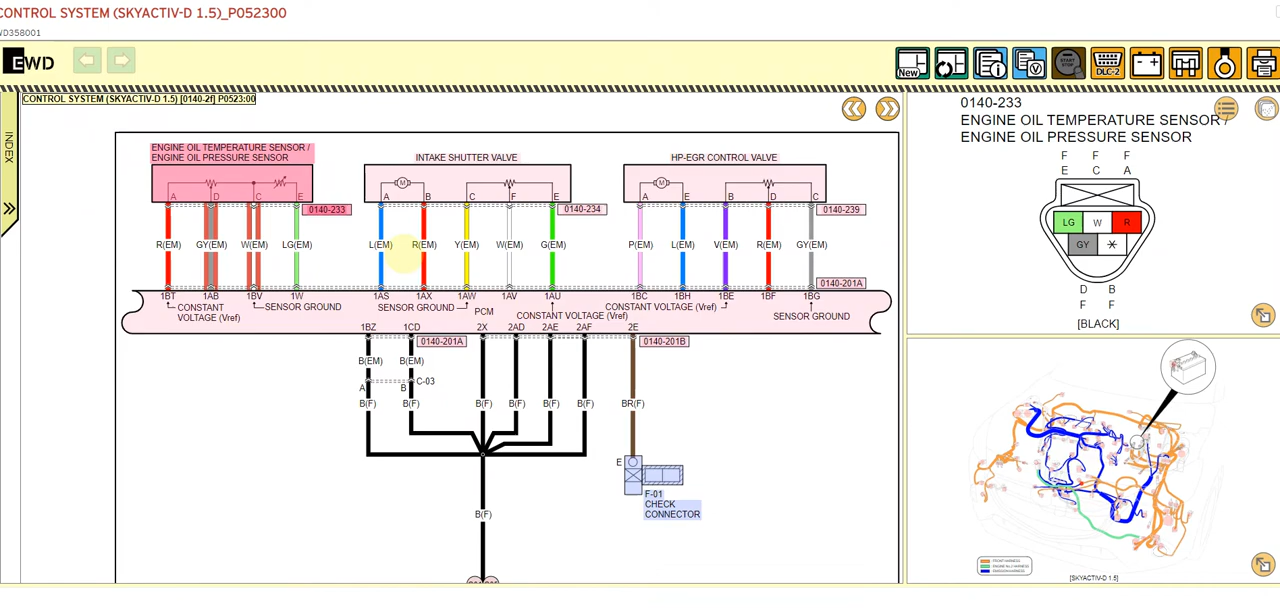 CONTROL SYSTEM (SKYACTIV-D 1.5)_P052300
WD358001
EWD
New
i
V
START STOP
DLC-2
CONTROL SYSTEM (SKYACTIV-D 1.5) [0140-2f] P0523:00
INDEX
ENGINE OIL TEMPERATURE SENSOR /
ENGINE OIL PRESSURE SENSOR
INTAKE SHUTTER VALVE
HP-EGR CONTROL VALVE
M
M
A D C E
A B C F E
A E B D C
0140-233
0140-234
0140-239
R(EM) GY(EM) W(EM) LG(EM) L(EM) R(EM) Y(EM) W(EM) G(EM) P(EM) L(EM) V(EM) R(EM) GY(EM)
0140-201A
1BT 1AB 1BV 1W 1AS 1AX 1AW 1AV 1AU 1BC 1BH 1BE 1BF 1BG
CONSTANT
VOLTAGE (Vref)
SENSOR GROUND
SENSOR GROUND
PCM
CONSTANT VOLTAGE (Vref)
CONSTANT VOLTAGE (Vref)
SENSOR GROUND
1BZ 1CD 2X 2AD 2AE 2AF 2E
0140-201A
0140-201B
B(EM) B(EM)
A B C-03
B(F) B(F) B(F) B(F) B(F) B(F) BR(F)
E
F-01
CHECK
CONNECTOR
B(F)
0140-233
ENGINE OIL TEMPERATURE SENSOR /
ENGINE OIL PRESSURE SENSOR
F F F
E C A
LG W R
GY *
D B
F F
[BLACK]
[SKYACTIV-D 1.5]